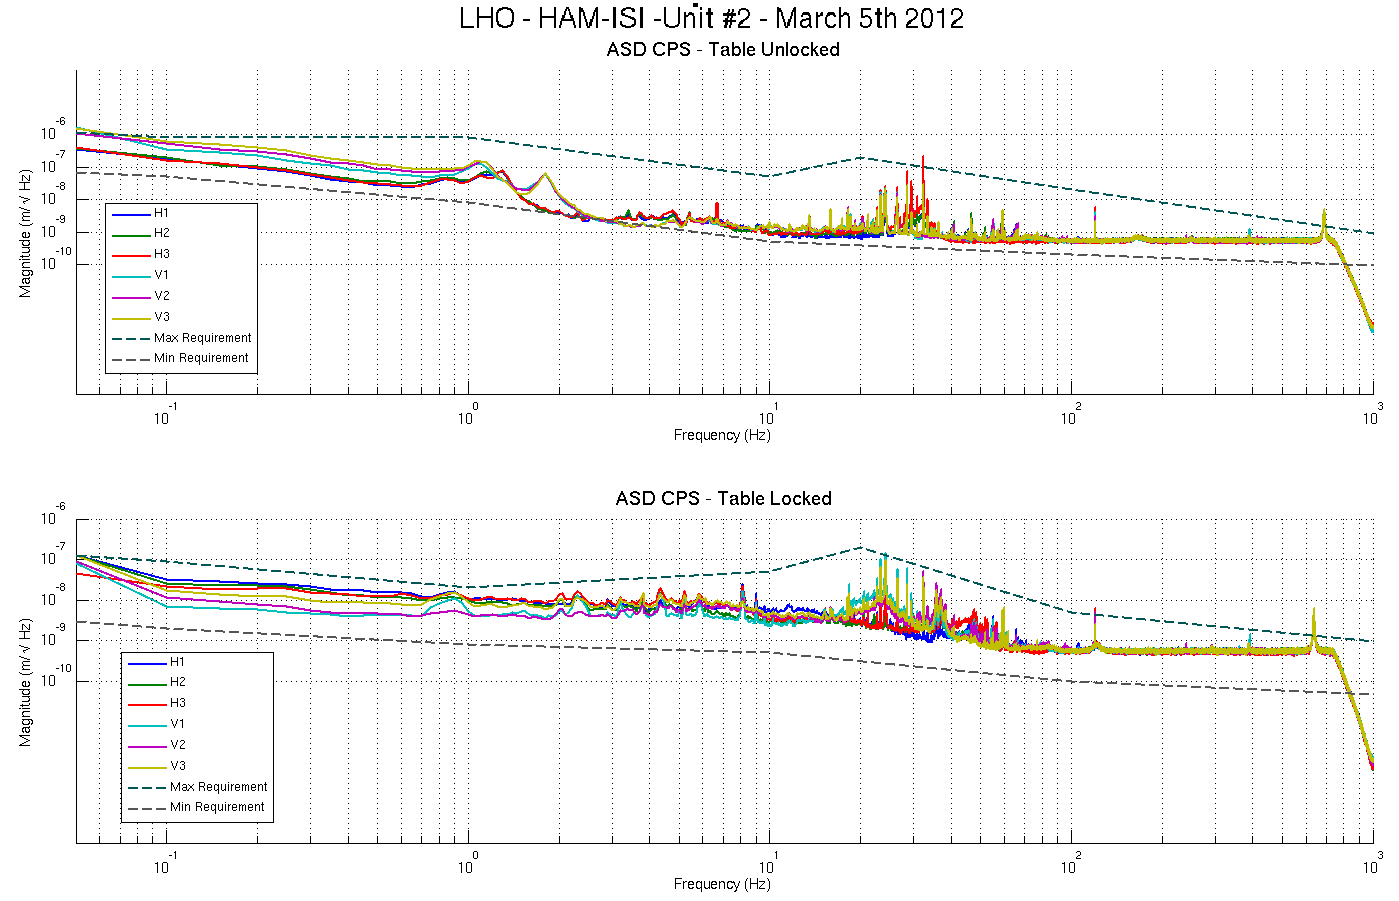 LHO - HAM-ISI -Unit #2 - March 5th 2012
ASD CPS - Table Unlocked
Magnitude (m/√ Hz)
10^-6
10^-7
10^-8
10^-9
10^-10
H1
H2
H3
V1
V2
V3
Max Requirement
Min Requirement
10^-1 10^0 10^1 10^2 10^3
Frequency (Hz)
ASD CPS - Table Locked
Magnitude (m/√ Hz)
10^-6
10^-7
10^-8
10^-9
10^-10
H1
H2
H3
V1
V2
V3
Max Requirement
Min Requirement
10^-1 10^0 10^1 10^2 10^3
Frequency (Hz)